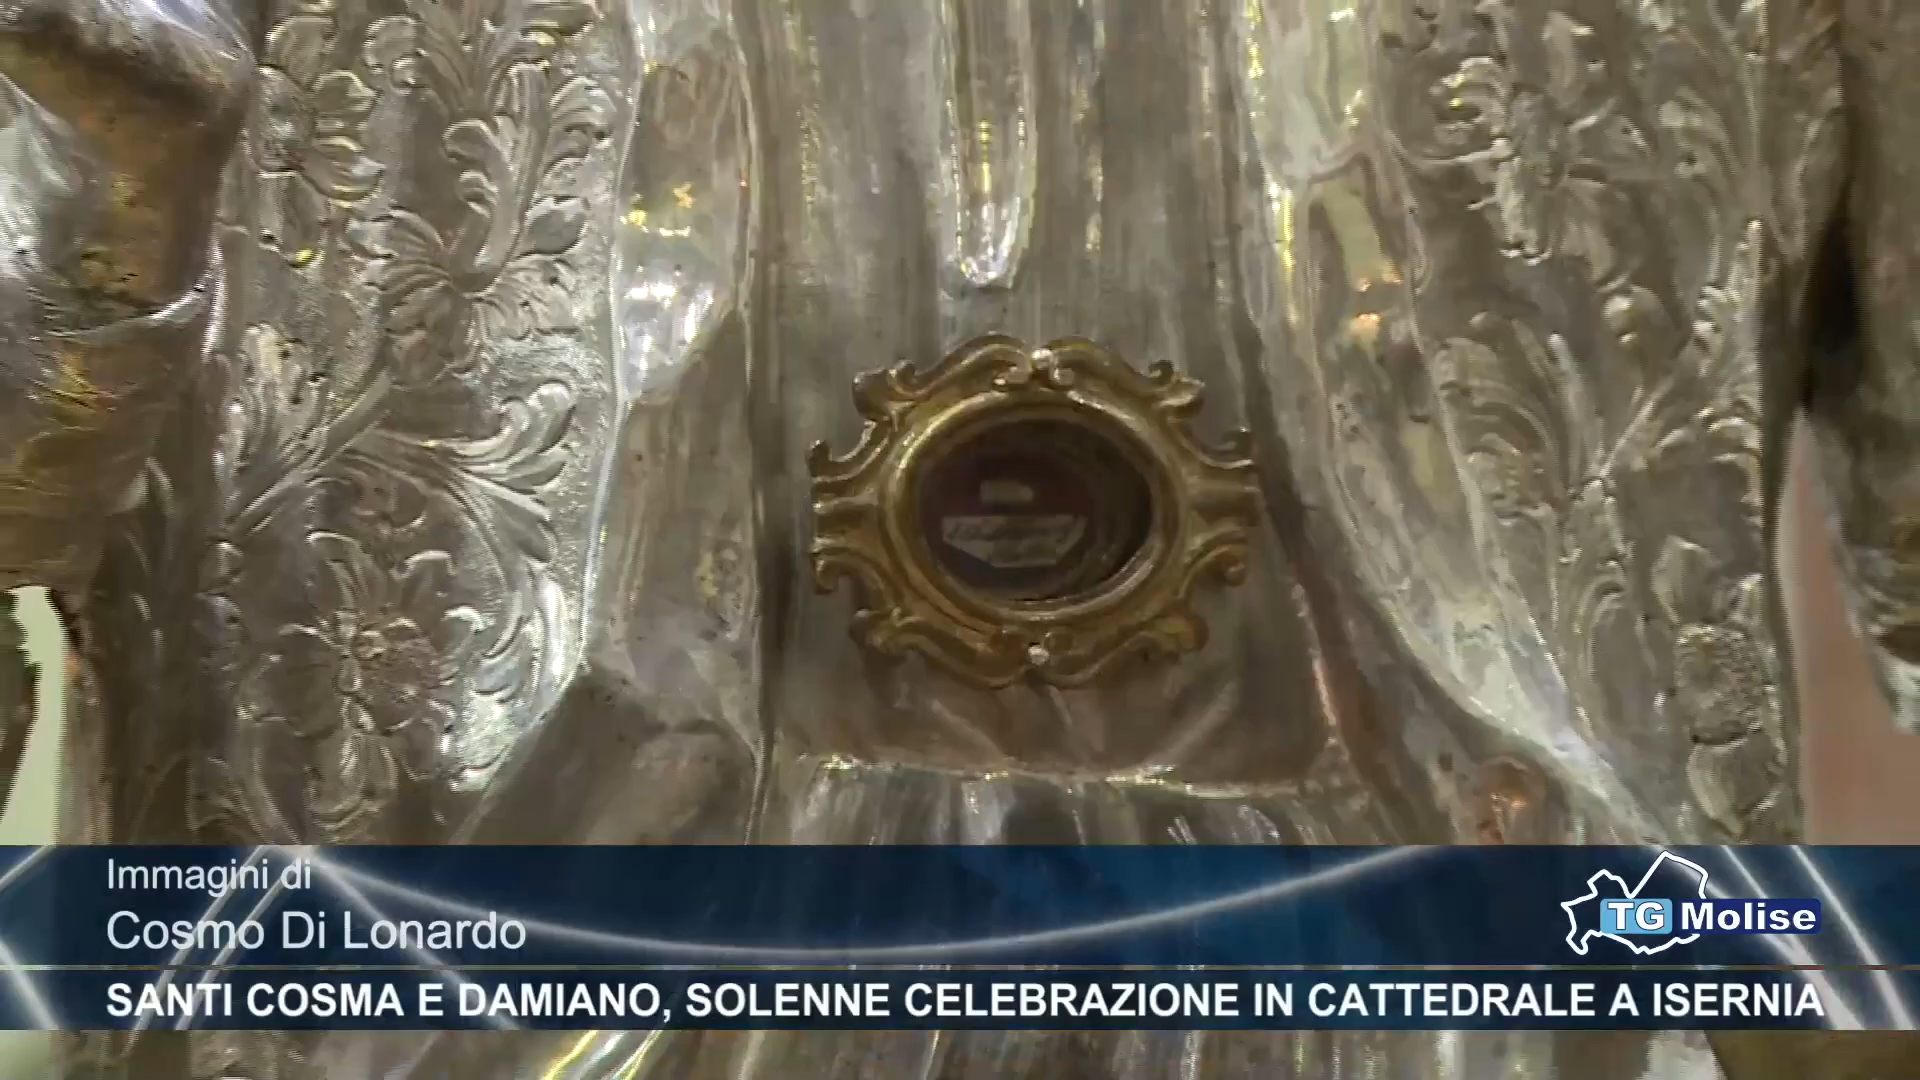 Immagini di
Cosmo Di Lonardo
TG Molise
SANTI COSMA E DAMIANO, SOLENNE CELEBRAZIONE IN CATTEDRALE A ISERNIA